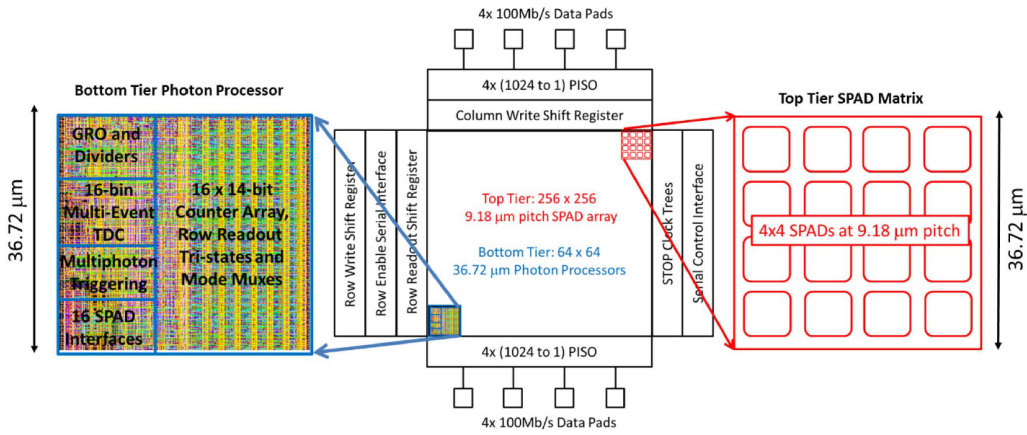 4x 100Mb/s Data Pads
4x (1024 to 1) PISO
Column Write Shift Register
Bottom Tier Photon Processor
36.72 μm
GRO and
Dividers
16-bin
Multi-Event
TDC
Multiphoton
Triggering
16 SPAD
Interfaces
16 x 14-bit
Counter Array,
Row Readout
Tri-states and
Mode Muxes
Row Write Shift Register
Row Enable Serial Interface
Row Readout Shift Register
Top Tier: 256 x 256
9.18 μm pitch SPAD array
Bottom Tier: 64 x 64
36.72 μm Photon Processors
STOP Clock Trees
Serial Control Interface
Top Tier SPAD Matrix
4x4 SPADs at 9.18 μm pitch
36.72 μm
4x (1024 to 1) PISO
4x 100Mb/s Data Pads